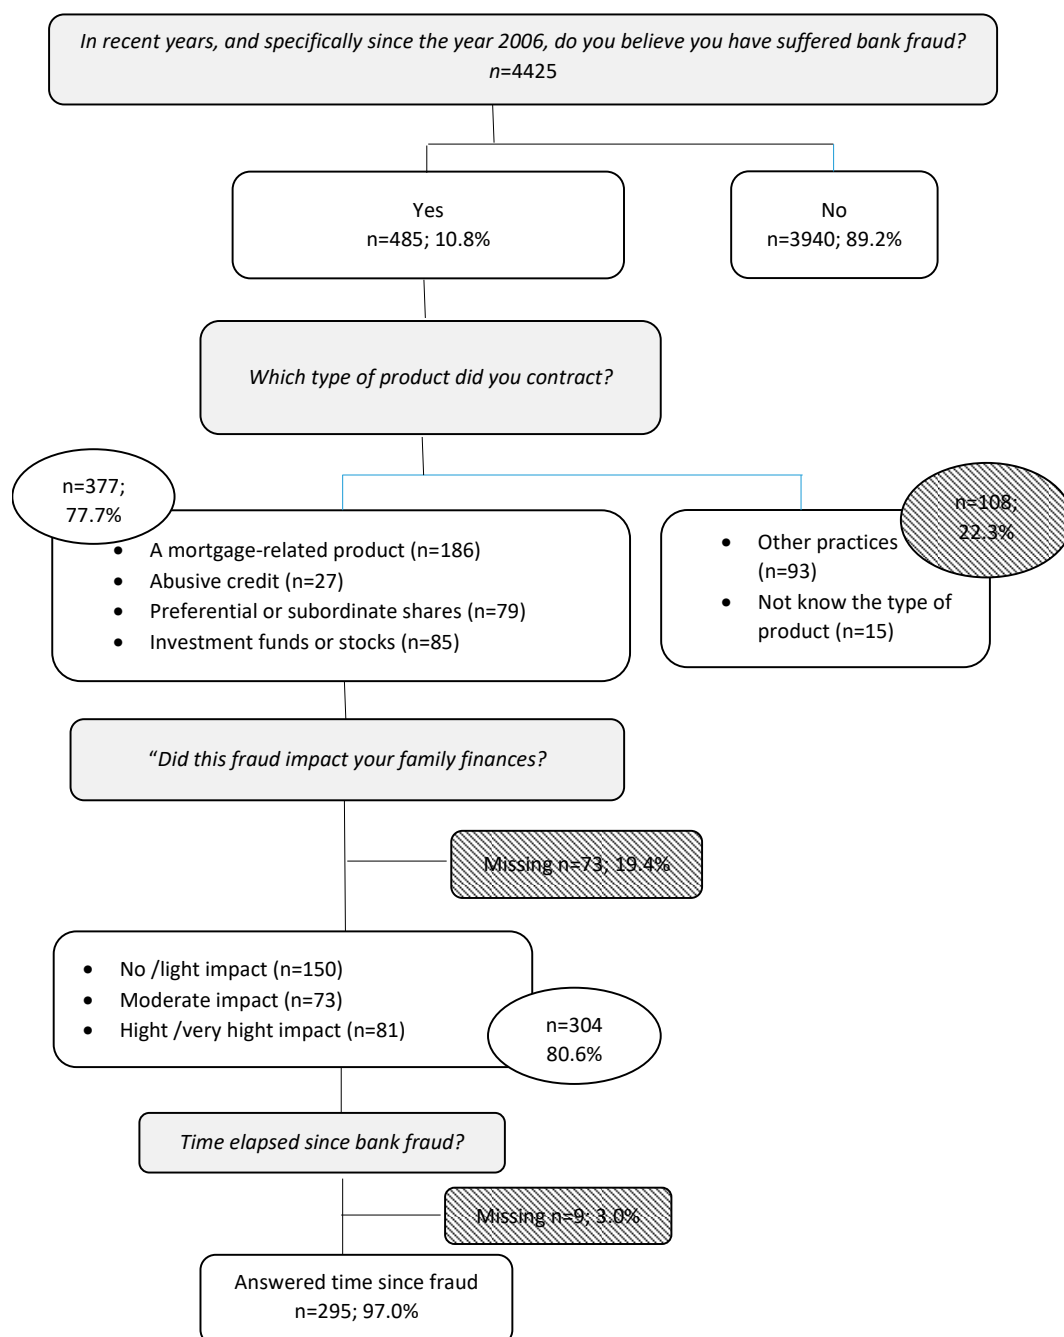 In recent years, and specifically since the year 2006, do you believe you have suffered bank fraud?
n=4425
Yes
n=485; 10.8%
No
n=3940; 89.2%
Which type of product did you contract?
n=377;
77.7%
• A mortgage-related product (n=186)
• Abusive credit (n=27)
• Preferential or subordinate shares (n=79)
• Investment funds or stocks (n=85)
n=108;
22.3%
• Other practices
(n=93)
• Not know the type of
product (n=15)
“Did this fraud impact your family finances?
Missing n=73; 19.4%
• No /light impact (n=150)
• Moderate impact (n=73)
• Hight /very hight impact (n=81)
n=304
80.6%
Time elapsed since bank fraud?
Missing n=9; 3.0%
Answered time since fraud
n=295; 97.0%